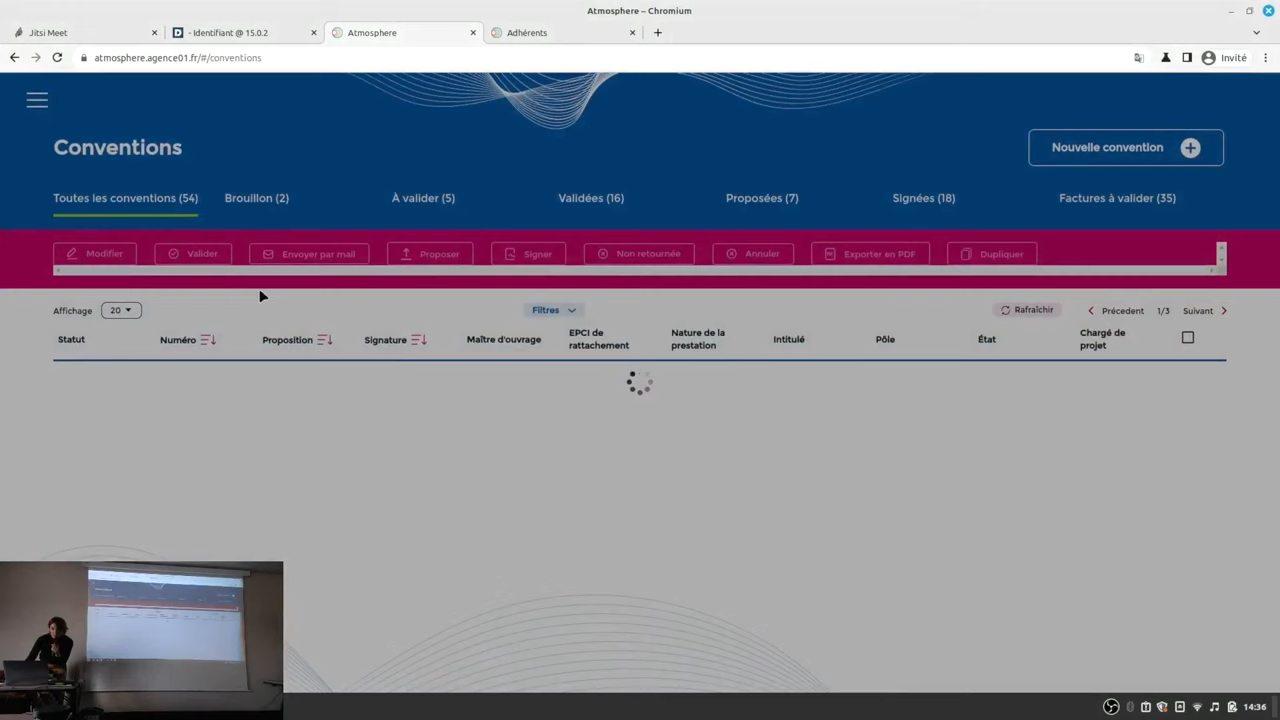 Atmosphere – Chromium
Jitsi Meet
- Identifiant @ 15.0.2
Atmosphere
Adhérents
atmosphere.agence01.fr/#/conventions
Invité
Conventions
Nouvelle convention
Toutes les conventions (54)
Brouillon (2)
À valider (5)
Validées (16)
Proposées (7)
Signées (18)
Factures à valider (35)
Modifier
Valider
Envoyer par mail
Proposer
Signer
Non retournée
Annuler
Exporter en PDF
Dupliquer
Affichage
20
Filtres
Rafraîchir
Précedent
1/3
Suivant
Statut
Numéro
Proposition
Signature
Maître d'ouvrage
EPCI de
rattachement
Nature de la
prestation
Intitulé
Pôle
État
Chargé de
projet
14:36